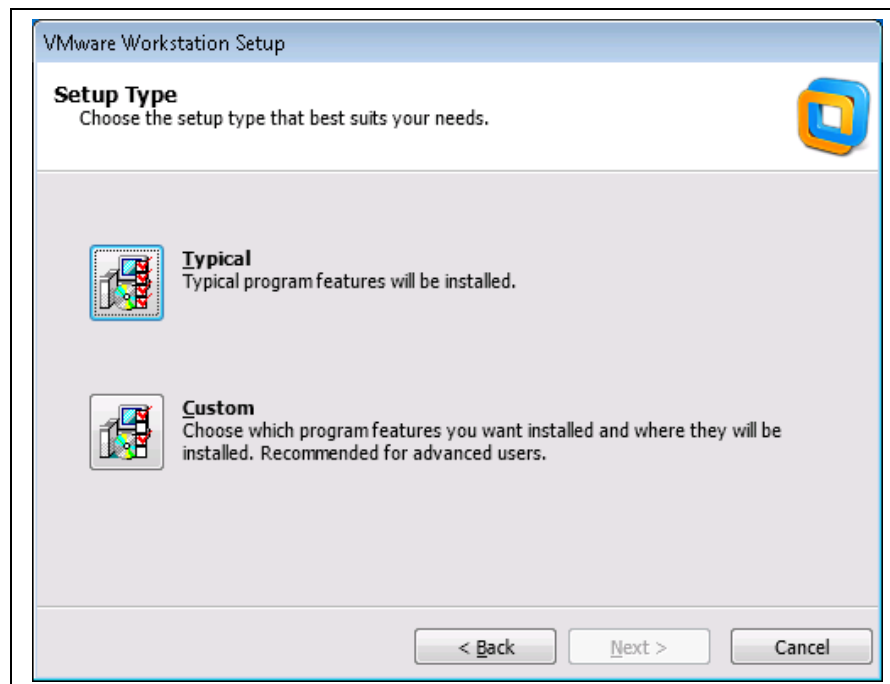 VMware Workstation Setup
Setup Type
Choose the setup type that best suits your needs.
Typical
Typical program features will be installed.
Custom
Choose which program features you want installed and where they will be
installed. Recommended for advanced users.
< Back
Next >
Cancel